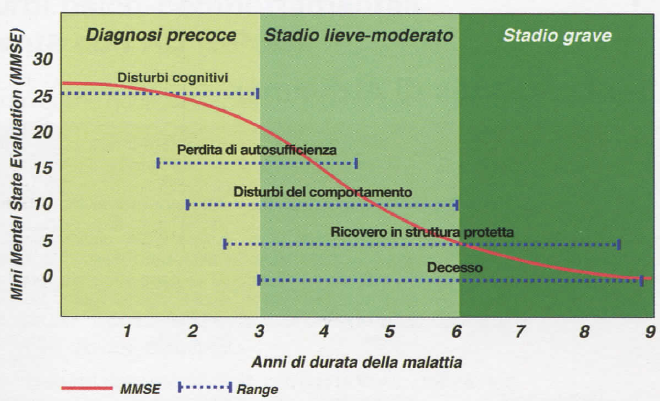 Diagnosi precoce
Stadio lieve-moderato
Stadio grave
Mini Mental State Evaluation (MMSE)
30
25
20
15
10
5
0
Disturbi cognitivi
Perdita di autosufficienza
Disturbi del comportamento
Ricovero in struttura protetta
Decesso
1 2 3 4 5 6 7 8 9
Anni di durata della malattia
MMSE Range